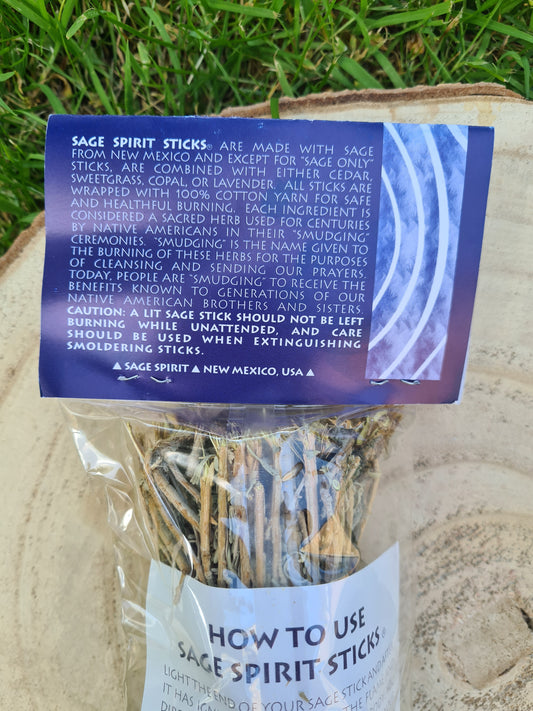 SAGE SPIRIT STICKS® ARE MADE WITH SAGE
FROM NEW MEXICO AND EXCEPT FOR "SAGE ONLY"
STICKS, ARE COMBINED WITH EITHER CEDAR,
SWEETGRASS, COPAL, OR LAVENDER. ALL STICKS ARE
WRAPPED WITH 100% COTTON YARN FOR SAFE
AND HEALTHFUL BURNING. EACH INGREDIENT IS
CONSIDERED A SACRED HERB USED FOR CENTURIES
BY NATIVE AMERICANS IN THEIR "SMUDGING"
CEREMONIES. "SMUDGING" IS THE NAME GIVEN TO
THE BURNING OF THESE HERBS FOR THE PURPOSES
OF CLEANSING AND SENDING OUR PRAYERS.
TODAY, PEOPLE ARE "SMUDGING" TO RECEIVE THE
BENEFITS KNOWN TO GENERATIONS OF OUR
NATIVE AMERICAN BROTHERS AND SISTERS.
CAUTION: A LIT SAGE STICK SHOULD NOT BE LEFT
BURNING WHILE UNATTENDED, AND CARE
SHOULD BE USED WHEN EXTINGUISHING
SMOLDERING STICKS.
▲ SAGE SPIRIT ▲ NEW MEXICO, USA ▲
HOW TO USE
SAGE SPIRIT STICKS®
LIGHT THE END OF YOUR SAGE STICK AND
IT HAS THE FLAME